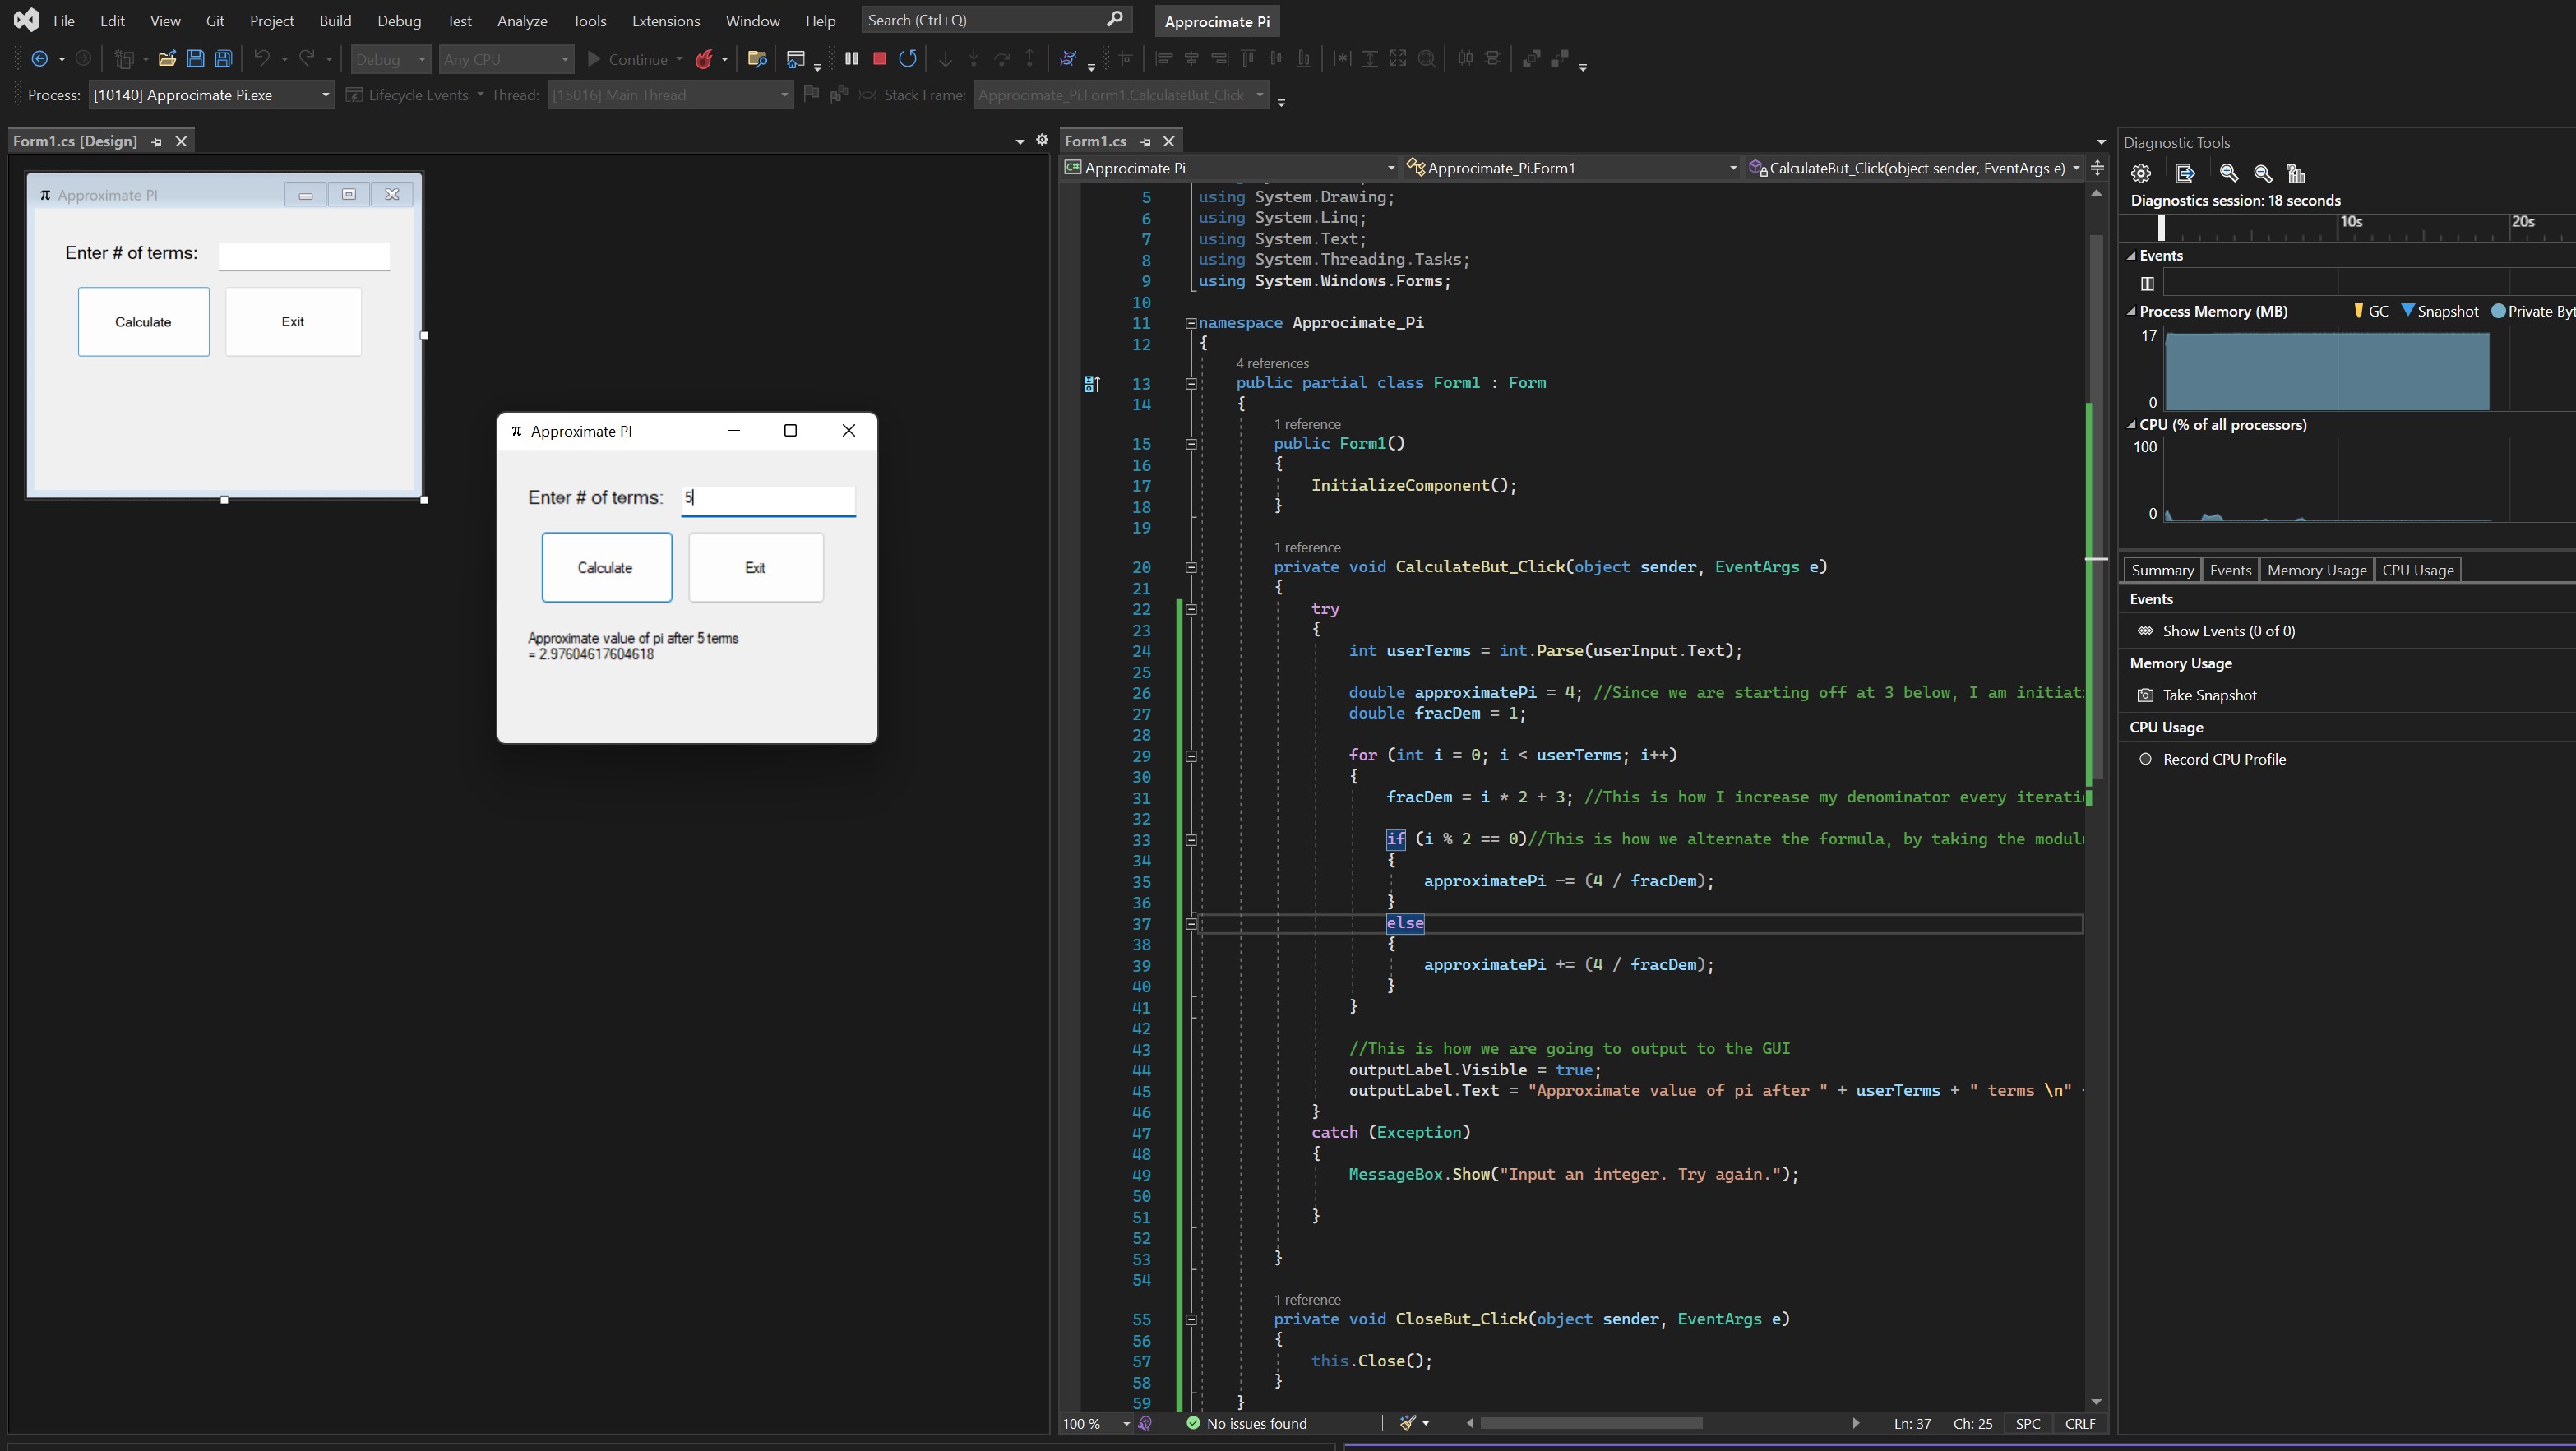 File Edit View Git Project Build Debug Test Analyze Tools Extensions Window Help Search (Ctrl+Q) Approcimate Pi
Debug Any CPU Continue
Process: [10140] Approcimate Pi.exe Lifecycle Events Thread: [15016] Main Thread Stack Frame: Approcimate_Pi.Form1.CalculateBut_Click
Form1.cs [Design]
π Approximate PI
Enter # of terms:
Calculate Exit
π Approximate PI
Enter # of terms: 5
Calculate Exit
Approximate value of pi after 5 terms
= 2.97604617604618
Form1.cs
C# Approcimate Pi Approcimate_Pi.Form1 CalculateBut_Click(object sender, EventArgs e)
5 using System.Drawing;
6 using System.Linq;
7 using System.Text;
8 using System.Threading.Tasks;
9 using System.Windows.Forms;
10
11 namespace Approcimate_Pi
12 {
4 references
13 public partial class Form1 : Form
14 {
1 reference
15 public Form1()
16 {
17 InitializeComponent();
18 }
19
1 reference
20 private void CalculateBut_Click(object sender, EventArgs e)
21 {
22 try
23 {
24 int userTerms = int.Parse(userInput.Text);
25
26 double approximatePi = 4; //Since we are starting off at 3 below, I am initiat
27 double fracDem = 1;
28
29 for (int i = 0; i < userTerms; i++)
30 {
31 fracDem = i * 2 + 3; //This is how I increase my denominator every iterati
32
33 if (i % 2 == 0)//This is how we alternate the formula, by taking the modul
34 {
35 approximatePi -= (4 / fracDem);
36 }
37 else
38 {
39 approximatePi += (4 / fracDem);
40 }
41 }
42
43 //This is how we are going to output to the GUI
44 outputLabel.Visible = true;
45 outputLabel.Text = "Approximate value of pi after " + userTerms + " terms \n"
46 }
47 catch (Exception)
48 {
49 MessageBox.Show("Input an integer. Try again.");
50
51 }
52
53 }
54
1 reference
55 private void CloseBut_Click(object sender, EventArgs e)
56 {
57 this.Close();
58 }
59 }
100 % No issues found Ln: 37 Ch: 25 SPC CRLF
Diagnostic Tools
Diagnostics session: 18 seconds
10s 20s
Events
Process Memory (MB) GC Snapshot Private Byt
17
0
CPU (% of all processors)
100
0
Summary Events Memory Usage CPU Usage
Events
Show Events (0 of 0)
Memory Usage
Take Snapshot
CPU Usage
Record CPU Profile